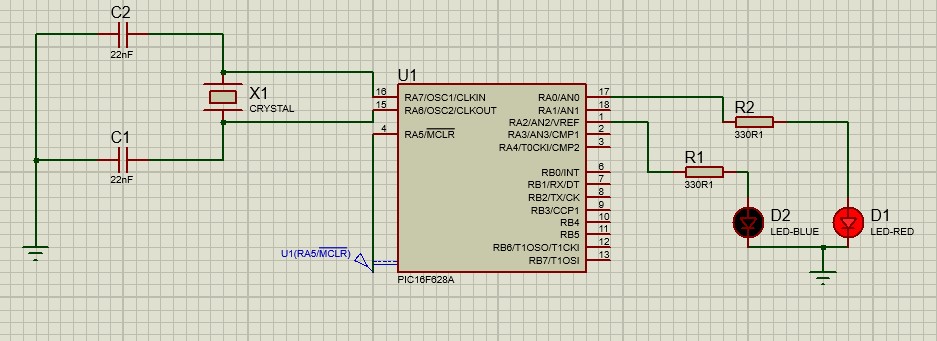 C2
22nF
X1
CRYSTAL
C1
22nF
U1
16 RA7/OSC1/CLKIN RA0/AN0 17
15 RA6/OSC2/CLKOUT RA1/AN1 18
RA2/AN2/VREF 1
4 RA5/MCLR RA3/AN3/CMP1 2
RA4/T0CKI/CMP2 3
RB0/INT 6
RB1/RX/DT 7
RB2/TX/CK 8
RB3/CCP1 9
RB4 10
RB5 11
RB6/T1OSO/T1CKI 12
RB7/T1OSI 13
PIC16F628A
U1(RA5/MCLR)
R2
330R1
R1
330R1
D2
LED-BLUE
D1
LED-RED